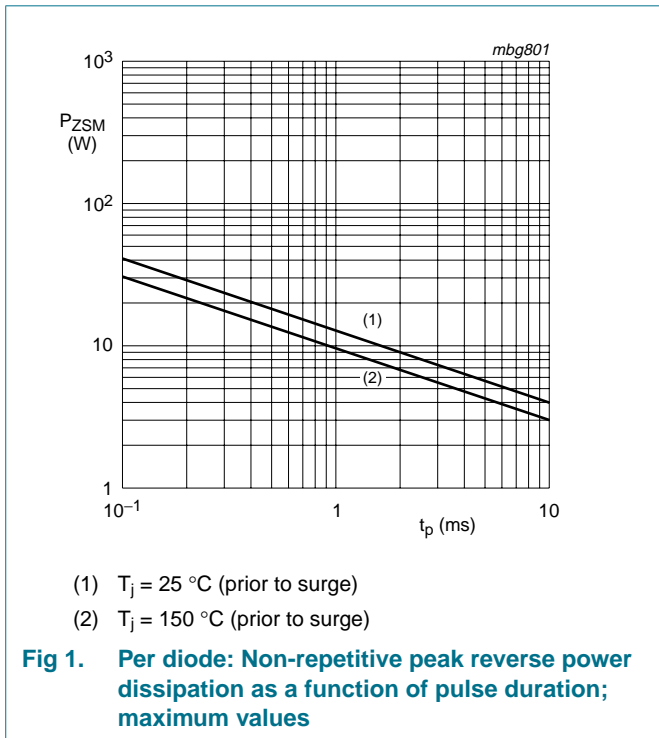 mbg801
10³
P_ZSM
(W)
10²
(1)
10
(2)
1
10⁻¹ 1 10
t_p (ms)
(1) T_j = 25 °C (prior to surge)
(2) T_j = 150 °C (prior to surge)
Fig 1. Per diode: Non-repetitive peak reverse power
dissipation as a function of pulse duration;
maximum values